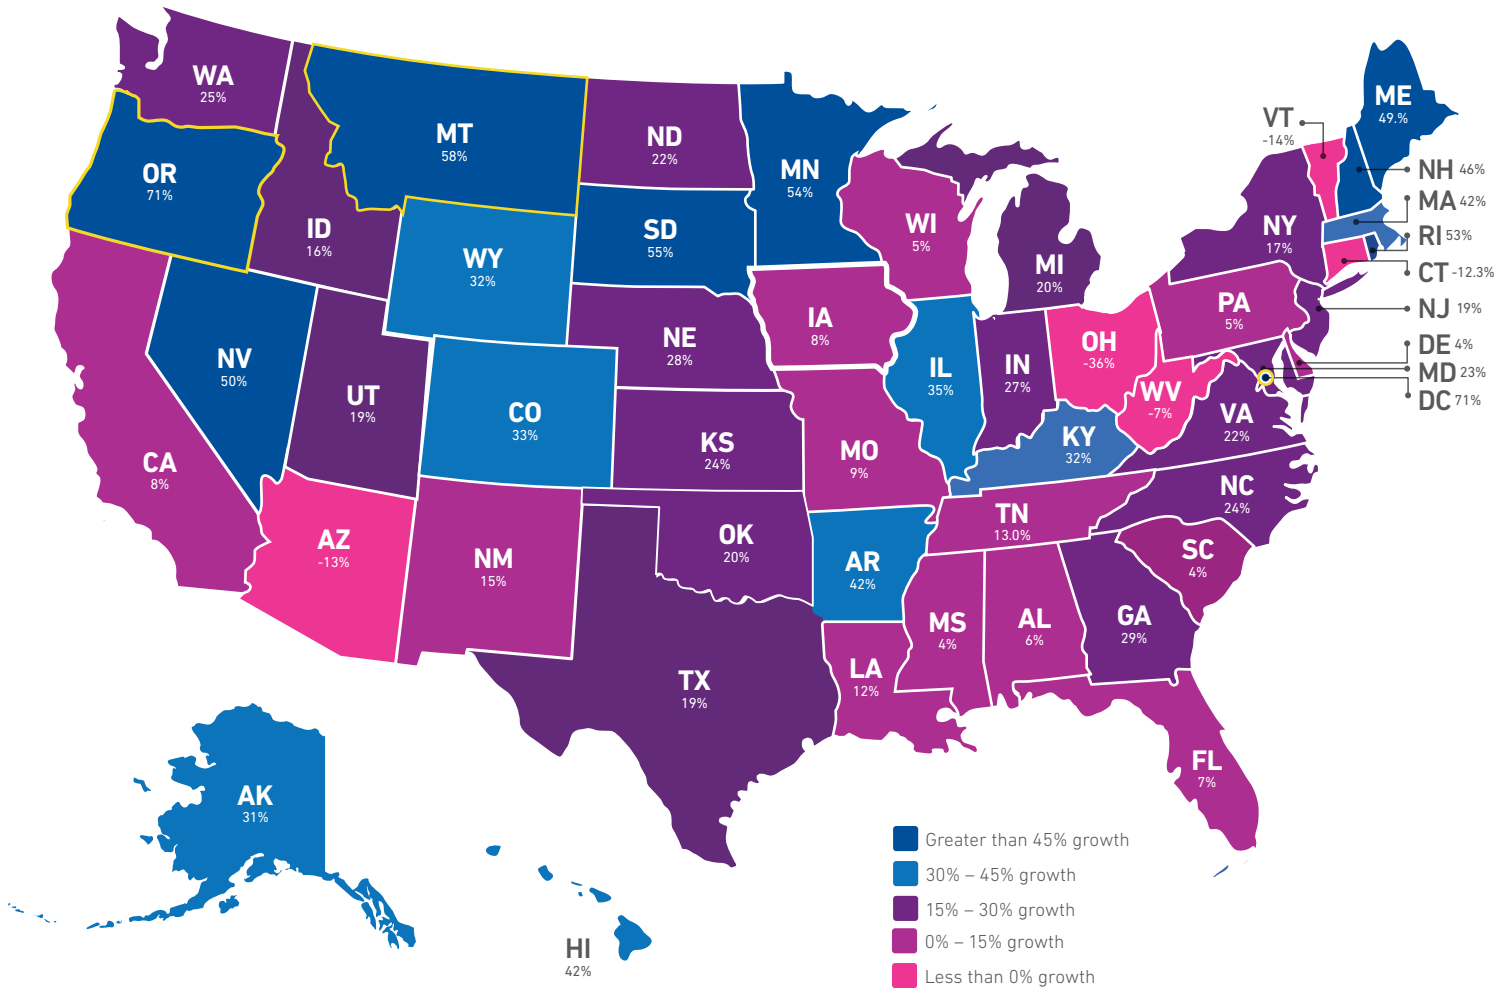 WA
25%
OR
71%
MT
58%
ID
16%
WY
32%
ND
22%
SD
55%
MN
54%
WI
5%
MI
20%
NE
28%
IA
8%
NV
50%
UT
19%
CO
33%
CA
8%
KS
24%
MO
9%
IL
35%
IN
27%
OH
-36%
KY
32%
WV
-7%
VA
22%
PA
5%
NY
17%
VT
-14%
ME
49.%
NH 46%
MA 42%
RI 53%
CT -12.3%
NJ 19%
DE 4%
MD 23%
DC 71%
NC
24%
TN
13.0%
SC
4%
AZ
-13%
NM
15%
OK
20%
AR
42%
TX
19%
LA
12%
MS
4%
AL
6%
GA
29%
FL
7%
AK
31%
HI
42%
Greater than 45% growth
30% – 45% growth
15% – 30% growth
0% – 15% growth
Less than 0% growth